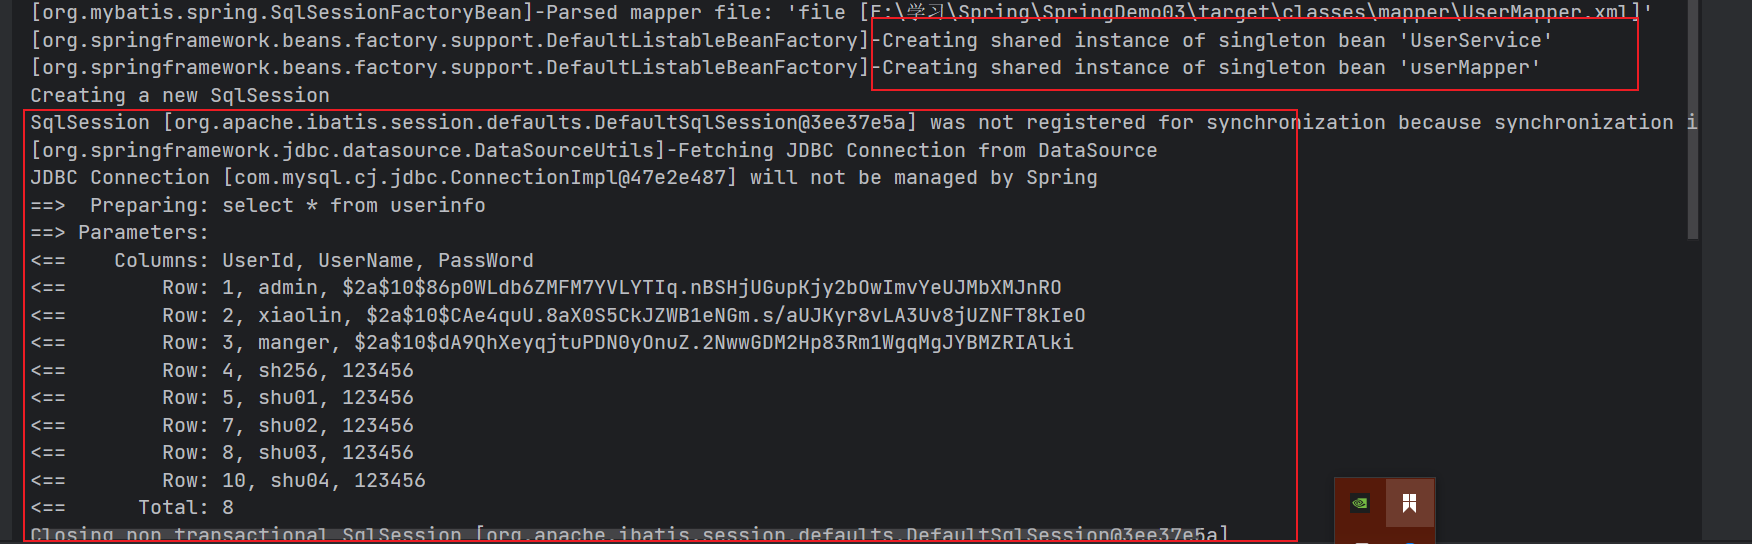 [org.mybatis.spring.SqlSessionFactoryBean]-Parsed mapper file: 'file [F:\学习\Spring\SpringDemo03\target\classes\mapper\UserMapper.xml]'
[org.springframework.beans.factory.support.DefaultListableBeanFactory]-Creating shared instance of singleton bean 'UserService'
[org.springframework.beans.factory.support.DefaultListableBeanFactory]-Creating shared instance of singleton bean 'userMapper'
Creating a new SqlSession
SqlSession [org.apache.ibatis.session.defaults.DefaultSqlSession@3ee37e5a] was not registered for synchronization because synchronization i
[org.springframework.jdbc.datasource.DataSourceUtils]-Fetching JDBC Connection from DataSource
JDBC Connection [com.mysql.cj.jdbc.ConnectionImpl@47e2e487] will not be managed by Spring
==>  Preparing: select * from userinfo
==> Parameters:
<==    Columns: UserId, UserName, PassWord
<==        Row: 1, admin, $2a$10$86p0WLdb6ZMFM7YVLYTIq.nBSHjUGupKjy2bOwImvYeUJMbXMJnRO
<==        Row: 2, xiaolin, $2a$10$CAe4quU.8aX0S5CkJZWB1eNGm.s/aUJKyr8vLA3Uv8jUZNFT8kIeO
<==        Row: 3, manger, $2a$10$dA9QhXeyqjtuPDN0yOnuZ.2NwwGDM2Hp83Rm1WgqMgJYBMZRIAlki
<==        Row: 4, sh256, 123456
<==        Row: 5, shu01, 123456
<==        Row: 7, shu02, 123456
<==        Row: 8, shu03, 123456
<==        Row: 10, shu04, 123456
<==      Total: 8
Closing non transactional SqlSession [org.apache.ibatis.session.defaults.DefaultSqlSession@3ee37e5a]